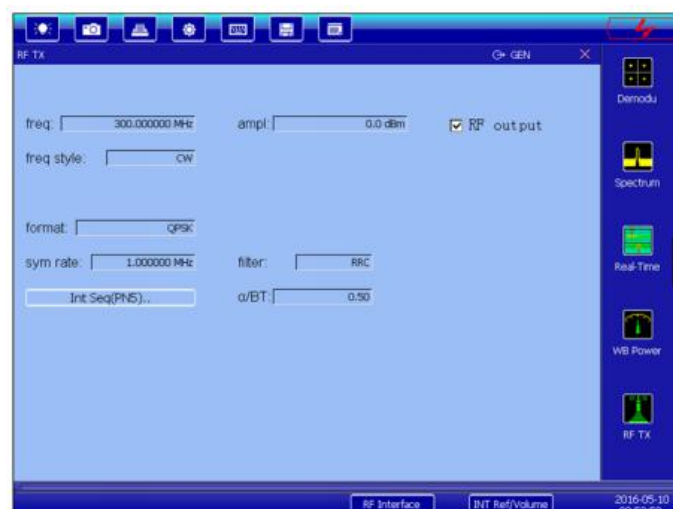 RF TX
GEN
freq: 300.000000 MHz
ampl: 0.0 dBm
RF output
freq style: CW
format: QPSK
sym rate: 1.000000 MHz
filter: RRC
Int Seq(PN5)..
α/BT: 0.50
Demodu
Spectrum
Real-Time
WB Power
RF TX
RF Interface
INT Ref/Volume
2016-05-10